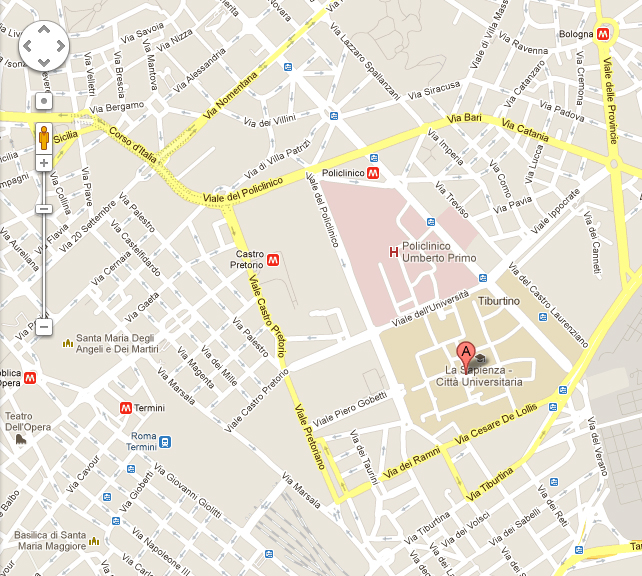 Via Savoia
Via Nizza
Via Velletri
Via Brescia
Via Mantova
Via Alessandria
Via Bergamo
Via Nomentana
Novara
Via Lazzaro Spallanzani
Viale di Villa Mass
Via Ravenna
Bologna
Via Siracusa
Via Catanzaro
Via Cremona
Viale delle Provincie
Via Padova
Sicilia
Corso d'Italia
Via dei Villini
Via Bari
Via Catania
Via di Villa Patrizi
Via Imperia
Via Lucca
Via Como
Policlinico
Via Collina
Via Piave
Viale del Policlinico
Viale del Policlinico
Via Treviso
Via Pavia
Viale Ippocrate
Via dei Canneti
Via Flavia
Via 20 Settembre
Via Palestro
Via Castelfidardo
Via Aureliana
Via Cernaia
Castro
Pretorio
Policlinico
Umberto Primo
H
Via del Castro Laurenziano
Via Gaeta
Viale Castro Pretorio
Viale dell'Università
Tiburtino
Santa Maria Degli
Angeli e Dei Martiri
Via Palestro
Via dei Mille
Via Magenta
Via Marsala
A
La Sapienza -
Città Universitaria
Viale Castro Pretorio
blica
Opera
Termini
Teatro
Dell'Opera
Roma
Termini
Viale Piero Gobetti
Viale Pretoriano
Via Cesare De Lollis
Via dei Ramni
Via dei Taurini
Via Tiburtina
Via dei Verano
Via Cavour
Via Gioberti
Via Giovanni Giolitti
Via Marsala
Via Balbo
Basilica di Santa
Maria Maggiore
Via Napoleone III
Via Carlo
Via Tiburtina
Via dei Volsci
Via dei Sabelli
Via dei Reti
Ta